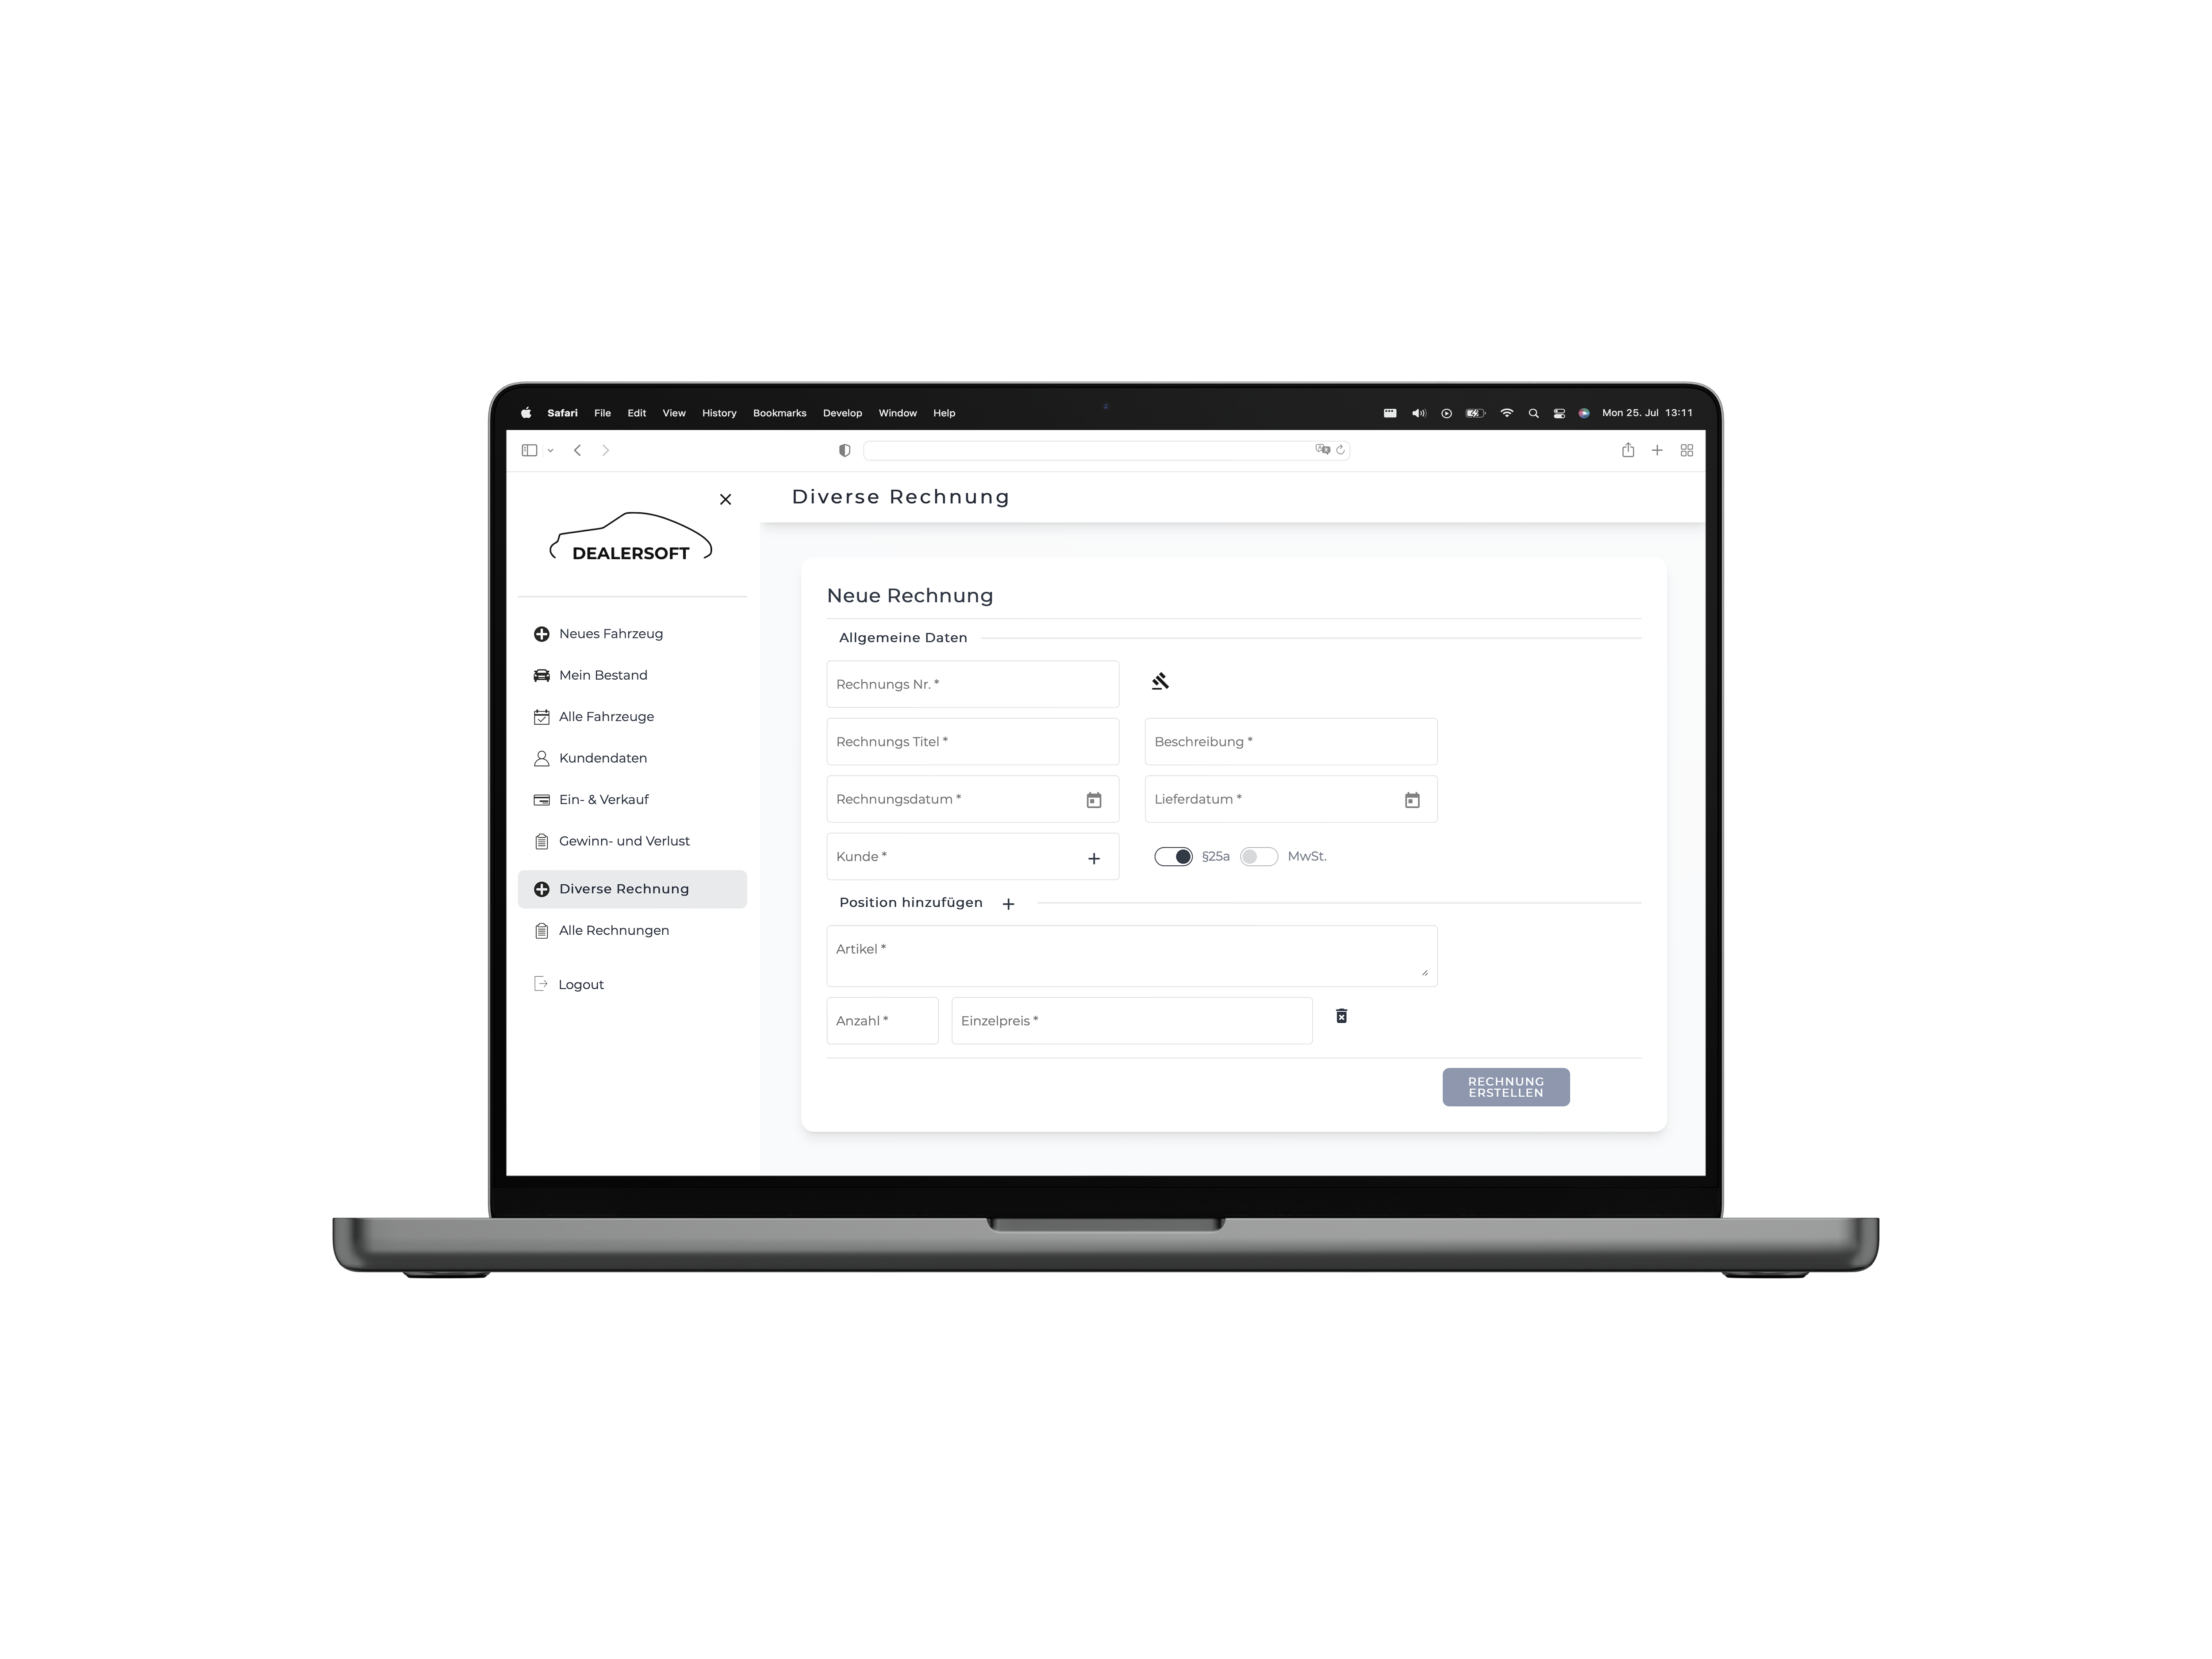 Safari File Edit View History Bookmarks Develop Window Help Mon 25. Jul 13:11
Diverse Rechnung
DEALERSOFT
Neues Fahrzeug
Mein Bestand
Alle Fahrzeuge
Kundendaten
Ein- & Verkauf
Gewinn- und Verlust
Diverse Rechnung
Alle Rechnungen
Logout
Neue Rechnung
Allgemeine Daten
Rechnungs Nr. *
Rechnungs Titel * Beschreibung *
Rechnungsdatum * Lieferdatum *
Kunde * §25a MwSt.
Position hinzufügen +
Artikel *
Anzahl * Einzelpreis *
RECHNUNG
ERSTELLEN